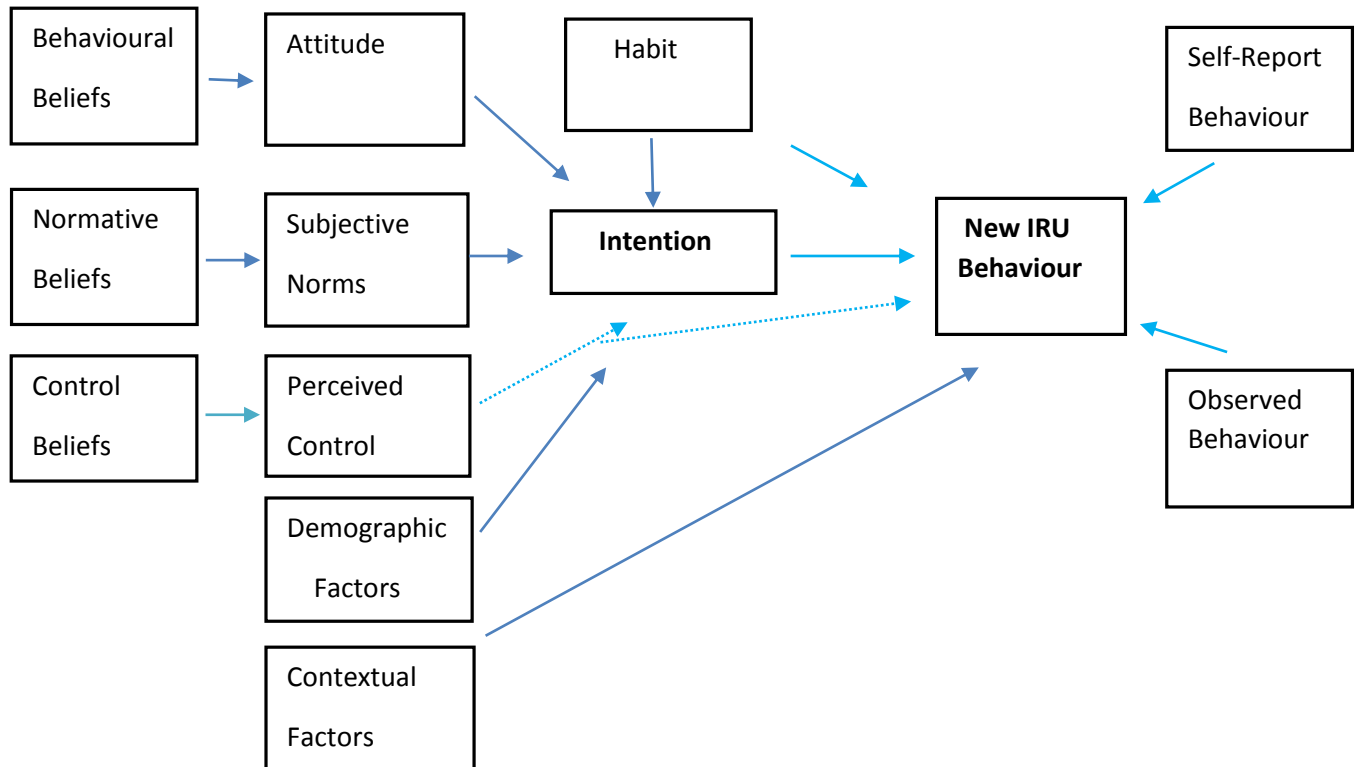 Behavioural
Beliefs
Attitude
Habit
Self-Report
Behaviour
Normative
Beliefs
Subjective
Norms
Intention
New IRU
Behaviour
Control
Beliefs
Perceived
Control
Observed
Behaviour
Demographic
Factors
Contextual
Factors